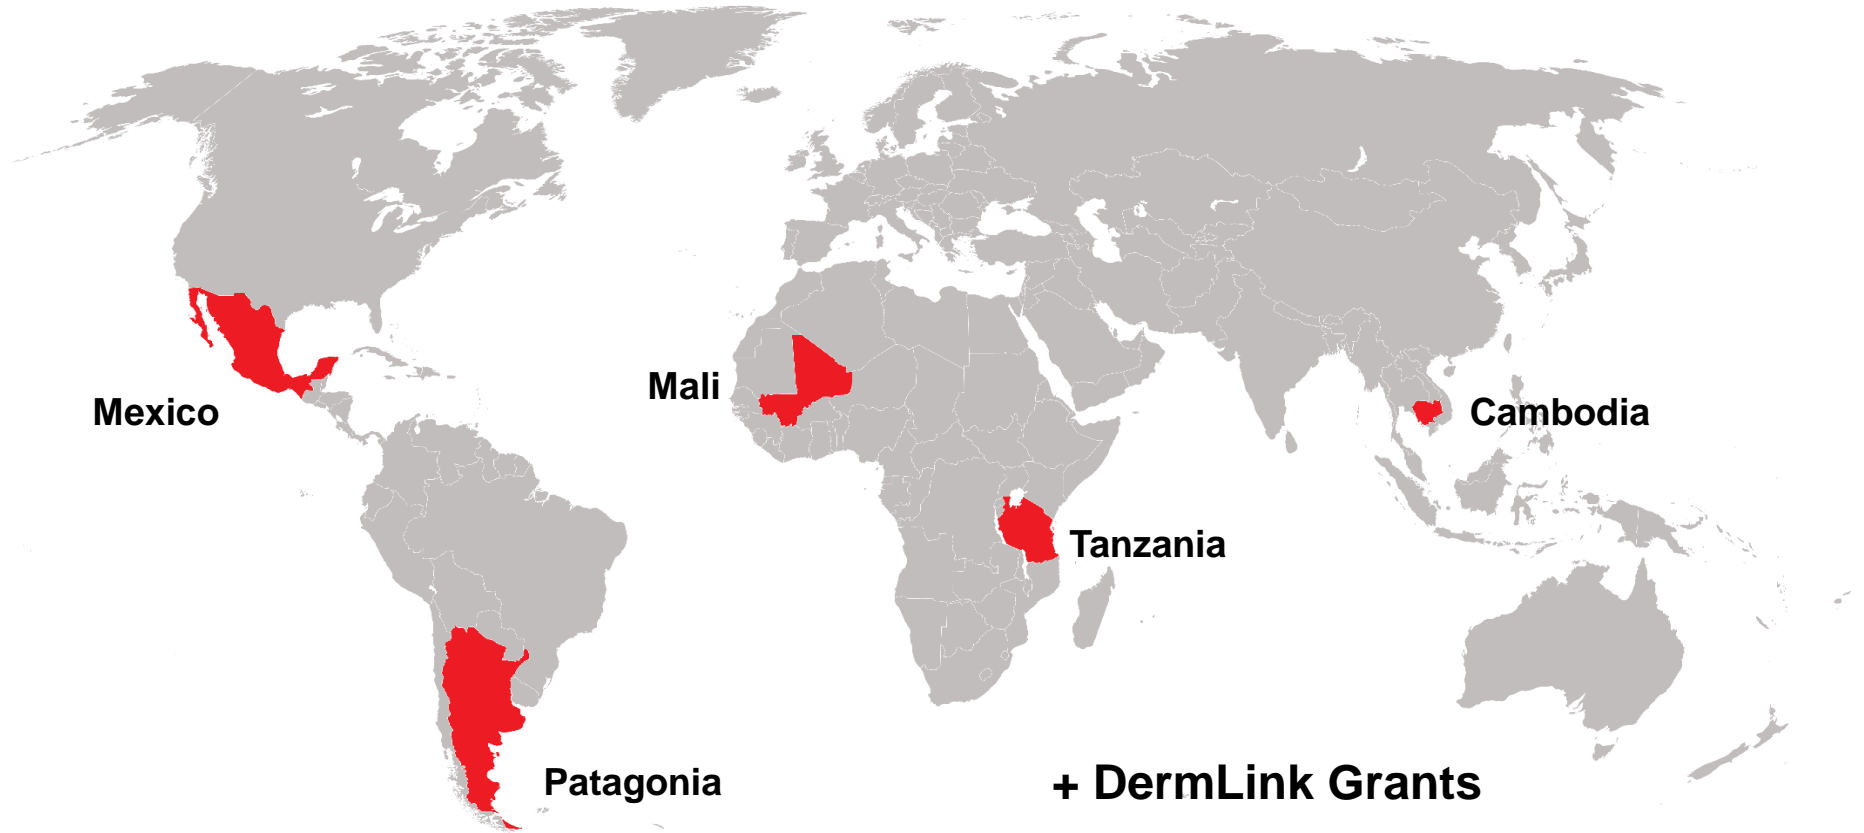 Mali
Mexico
Cambodia
Tanzania
Patagonia
+ DermLink Grants